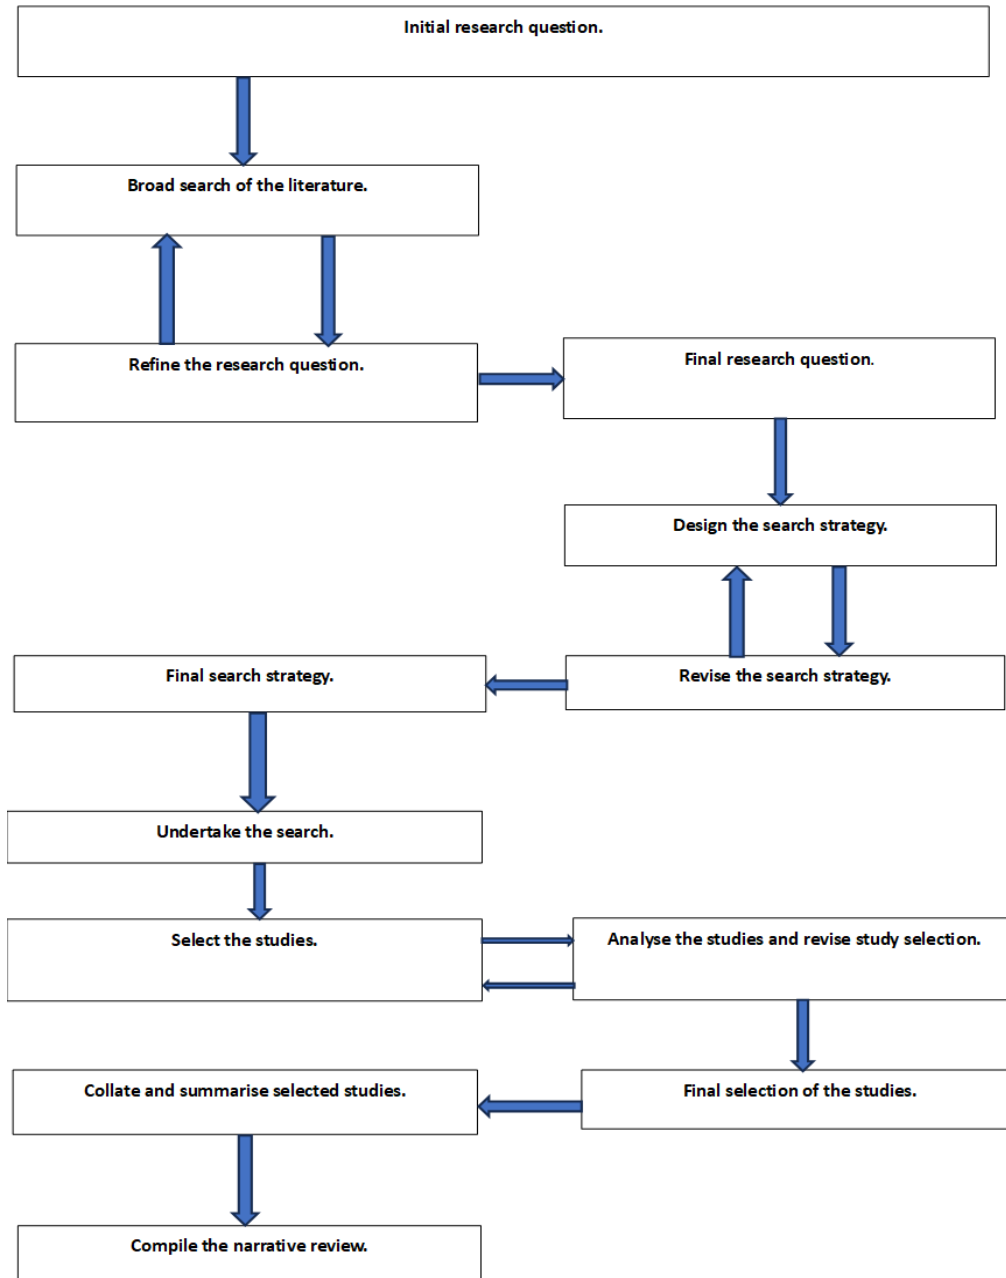 Initial research question.
Broad search of the literature.
Refine the research question.
Final research question.
Design the search strategy.
Revise the search strategy.
Final search strategy.
Undertake the search.
Select the studies.
Analyse the studies and revise study selection.
Final selection of the studies.
Collate and summarise selected studies.
Compile the narrative review.